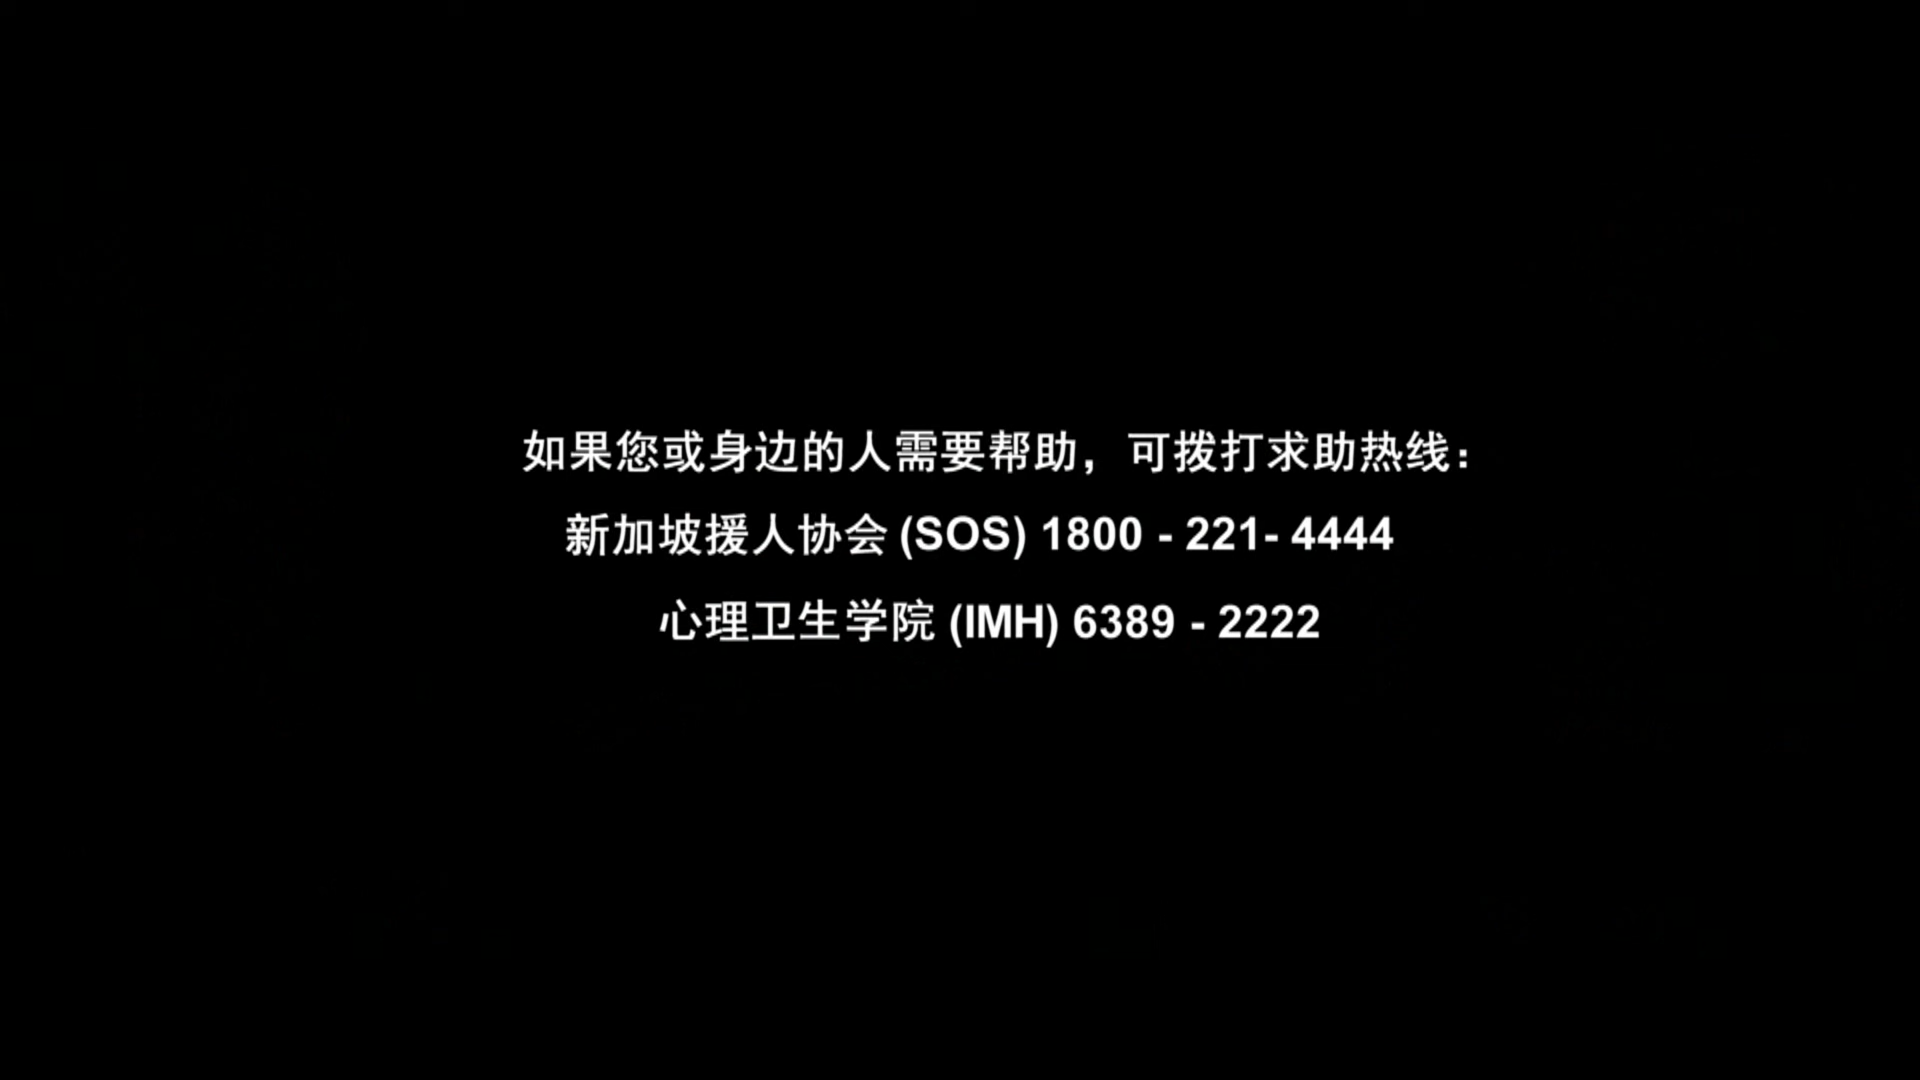 如果您或身边的人需要帮助，可拨打求助热线：
新加坡援人协会 (SOS) 1800 - 221- 4444
心理卫生学院 (IMH) 6389 - 2222